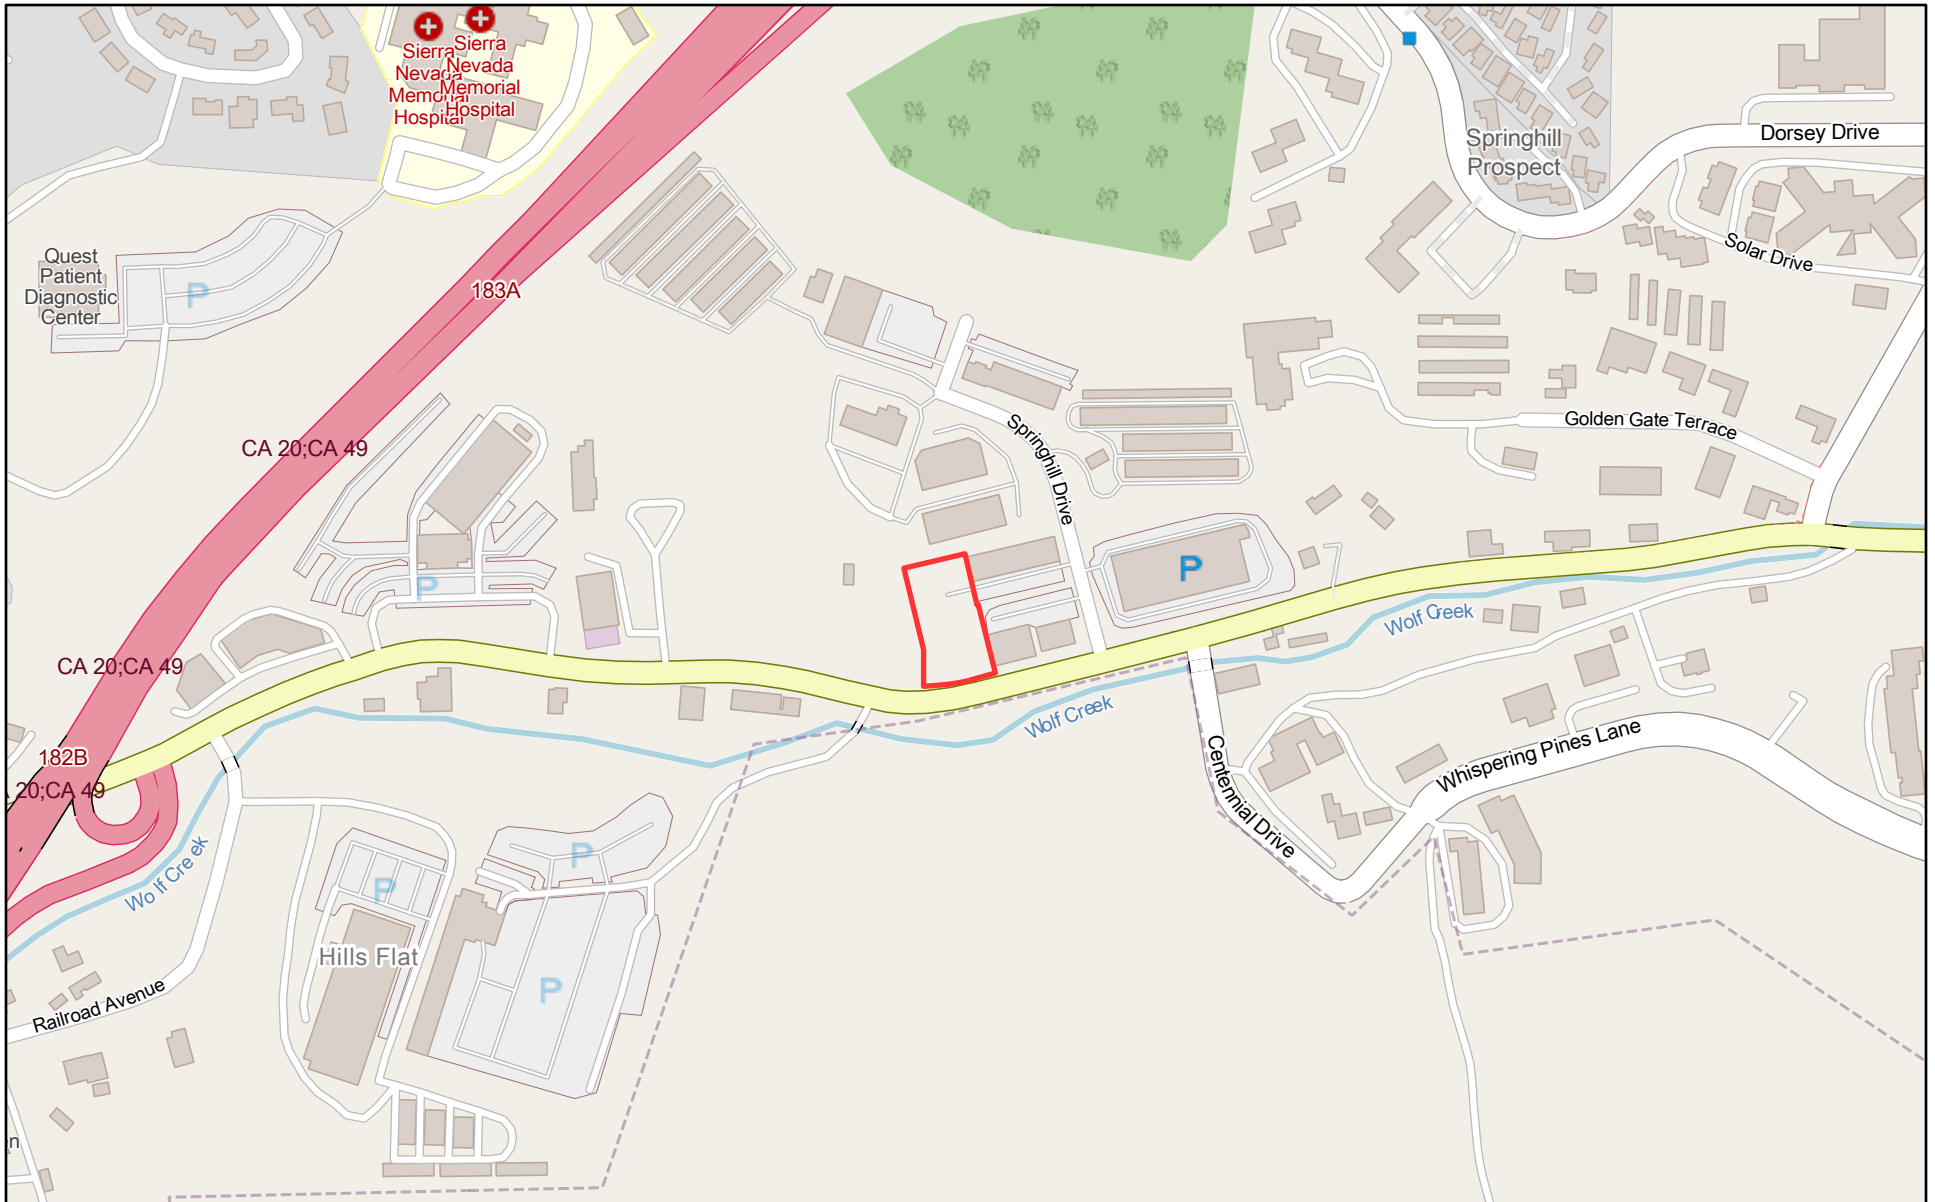 Sierra
Nevada
Memorial
Hospital
Sierra
Nevada
Memorial
Hospital
Dorsey Drive
Springhill
Prospect
Solar Drive
Quest
Patient
Diagnostic
Center
P
183A
CA 20;CA 49
Springhill Drive
Golden Gate Terrace
P
P
Wolf Creek
CA 20;CA 49
Wolf Creek
182B
20;CA 49
Centennial Drive
Whispering Pines Lane
Wolf Creek
P
P
Hills Flat
P
Railroad Avenue